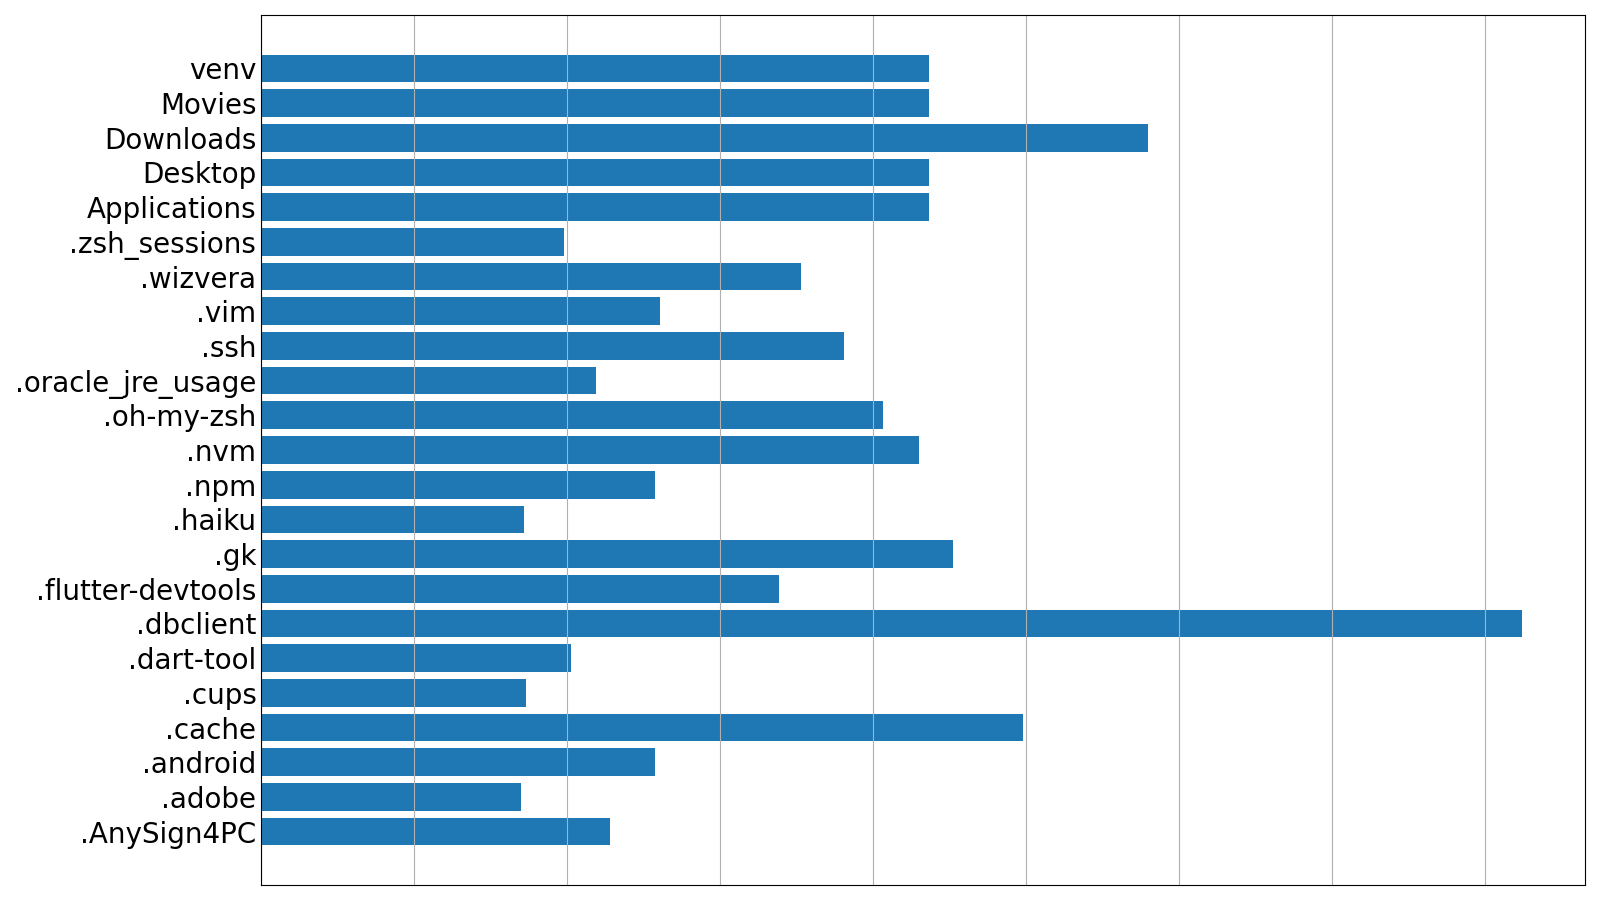 venv
Movies
Downloads
Desktop
Applications
.zsh_sessions
.wizvera
.vim
.ssh
.oracle_jre_usage
.oh-my-zsh
.nvm
.npm
.haiku
.gk
.flutter-devtools
.dbclient
.dart-tool
.cups
.cache
.android
.adobe
.AnySign4PC